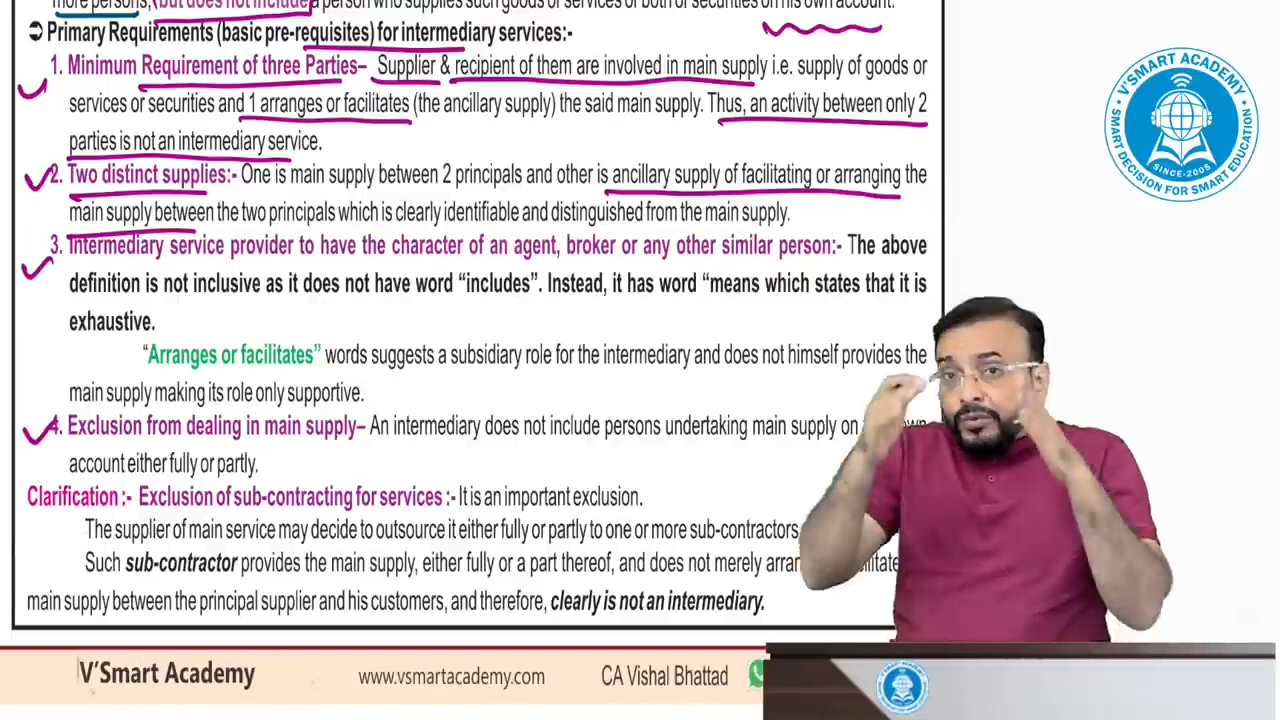 more persons, but does not include a person who supplies such goods or services or both or securities on his own account.
➲ Primary Requirements (basic pre-requisites) for intermediary services:-
1. Minimum Requirement of three Parties– Supplier & recipient of them are involved in main supply i.e. supply of goods or
services or securities and 1 arranges or facilitates (the ancillary supply) the said main supply. Thus, an activity between only 2
parties is not an intermediary service.
2. Two distinct supplies:- One is main supply between 2 principals and other is ancillary supply of facilitating or arranging the
main supply between the two principals which is clearly identifiable and distinguished from the main supply.
3. Intermediary service provider to have the character of an agent, broker or any other similar person:- The above
definition is not inclusive as it does not have word “includes”. Instead, it has word “means which states that it is
exhaustive.
“Arranges or facilitates” words suggests a subsidiary role for the intermediary and does not himself provides the
main supply making its role only supportive.
4. Exclusion from dealing in main supply– An intermediary does not include persons undertaking main supply on own
account either fully or partly.
Clarification :- Exclusion of sub-contracting for services :- It is an important exclusion.
The supplier of main service may decide to outsource it either fully or partly to one or more sub-contractors
Such sub-contractor provides the main supply, either fully or a part thereof, and does not merely
main supply between the principal supplier and his customers, and therefore, clearly is not an intermediary.
V'SMART ACADEMY
SINCE-2005
SMART DECISION FOR SMART EDUCATION
V'Smart Academy www.vsmartacademy.com CA Vishal Bhattad